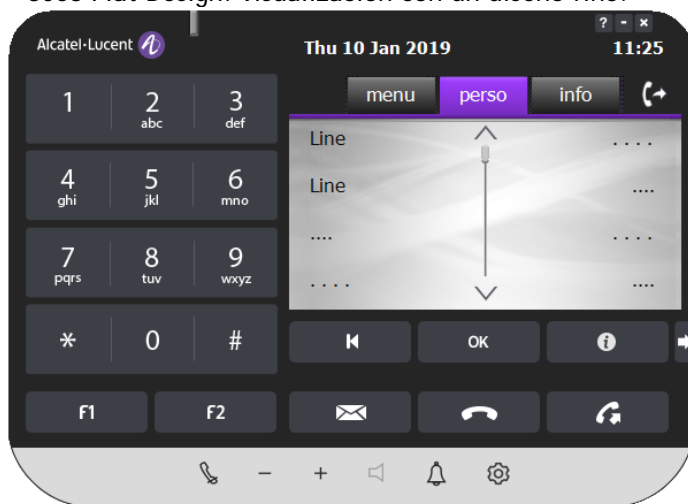 Alcatel·Lucent
Thu 10 Jan 2019
? - ×
11:25
menu perso info
1 2 abc 3 def
4 ghi 5 jkl 6 mno
7 pqrs 8 tuv 9 wxyz
* 0 #
Line ....
Line ....
.... ....
.... ....
OK
F1 F2
- +